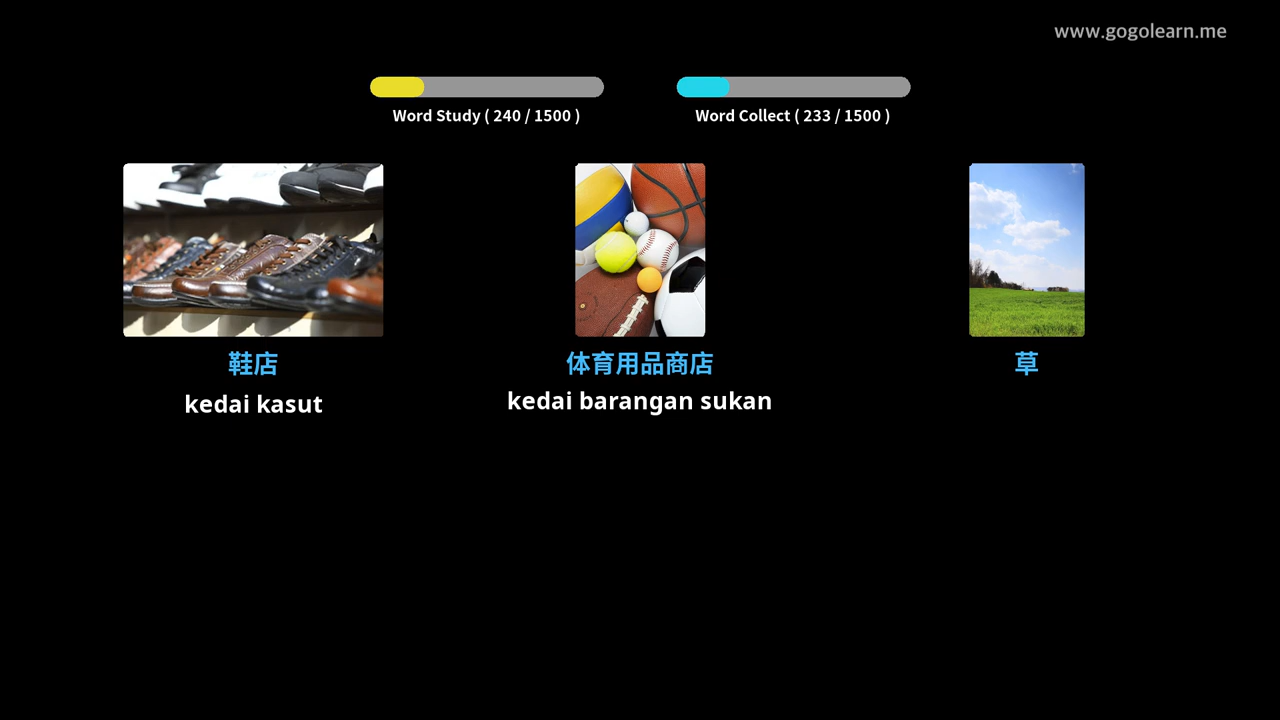 www.gogolearn.me
Word Study ( 240 / 1500 )
Word Collect ( 233 / 1500 )
鞋店
kedai kasut
体育用品商店
kedai barangan sukan
草